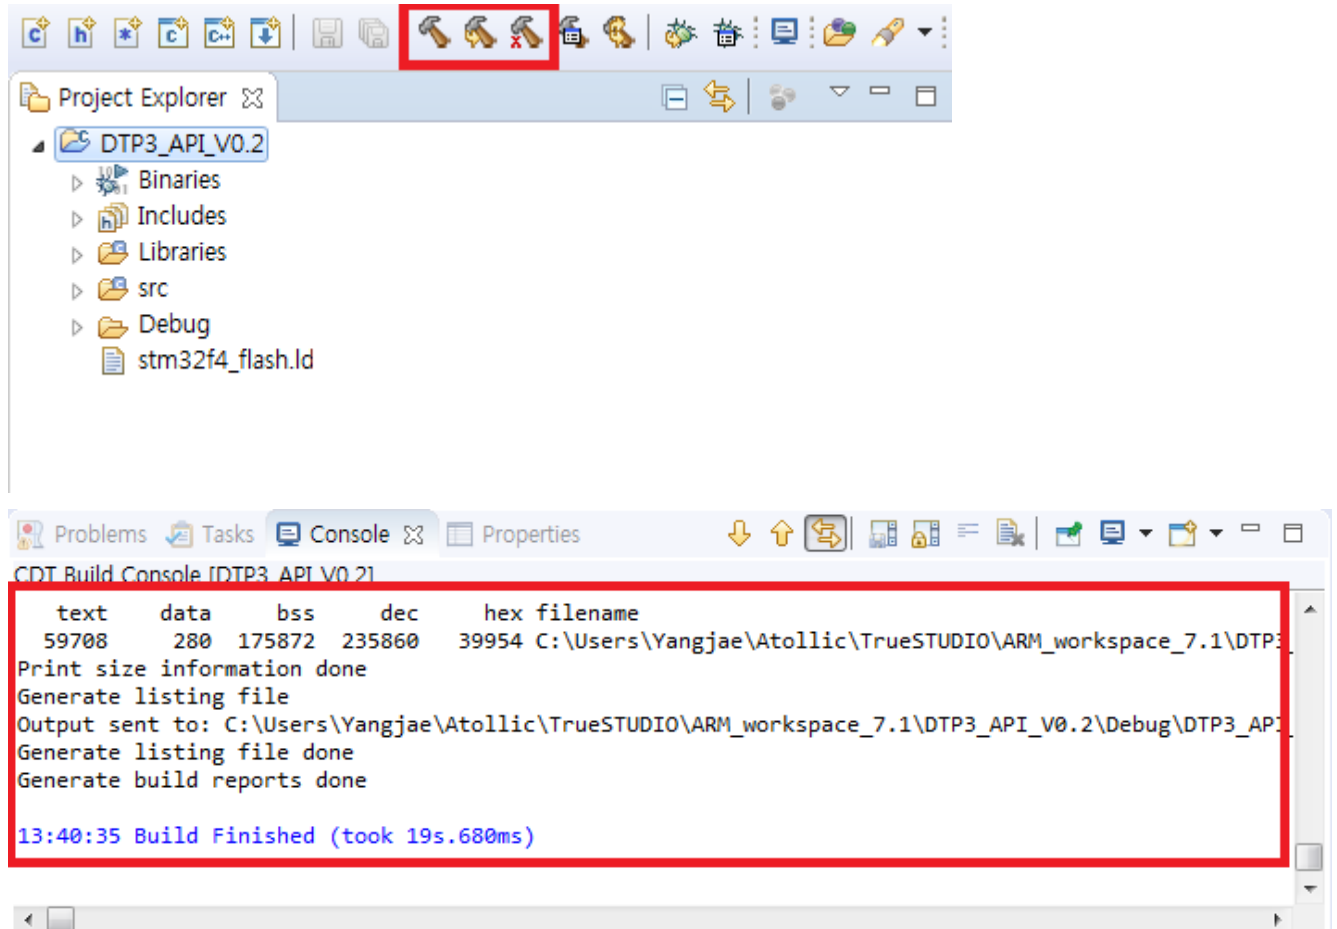 Project Explorer
DTP3_API_V0.2
Binaries
Includes
Libraries
src
Debug
stm32f4_flash.ld
Problems Tasks Console Properties
CDT Build Console [DTP3_API_V0.2]
text data bss dec hex filename
59708 280 175872 235860 39954 C:\Users\Yangjae\Atollic\TrueSTUDIO\ARM_workspace_7.1\DTP3_
Print size information done
Generate listing file
Output sent to: C:\Users\Yangjae\Atollic\TrueSTUDIO\ARM_workspace_7.1\DTP3_API_V0.2\Debug\DTP3_API_
Generate listing file done
Generate build reports done
13:40:35 Build Finished (took 19s.680ms)